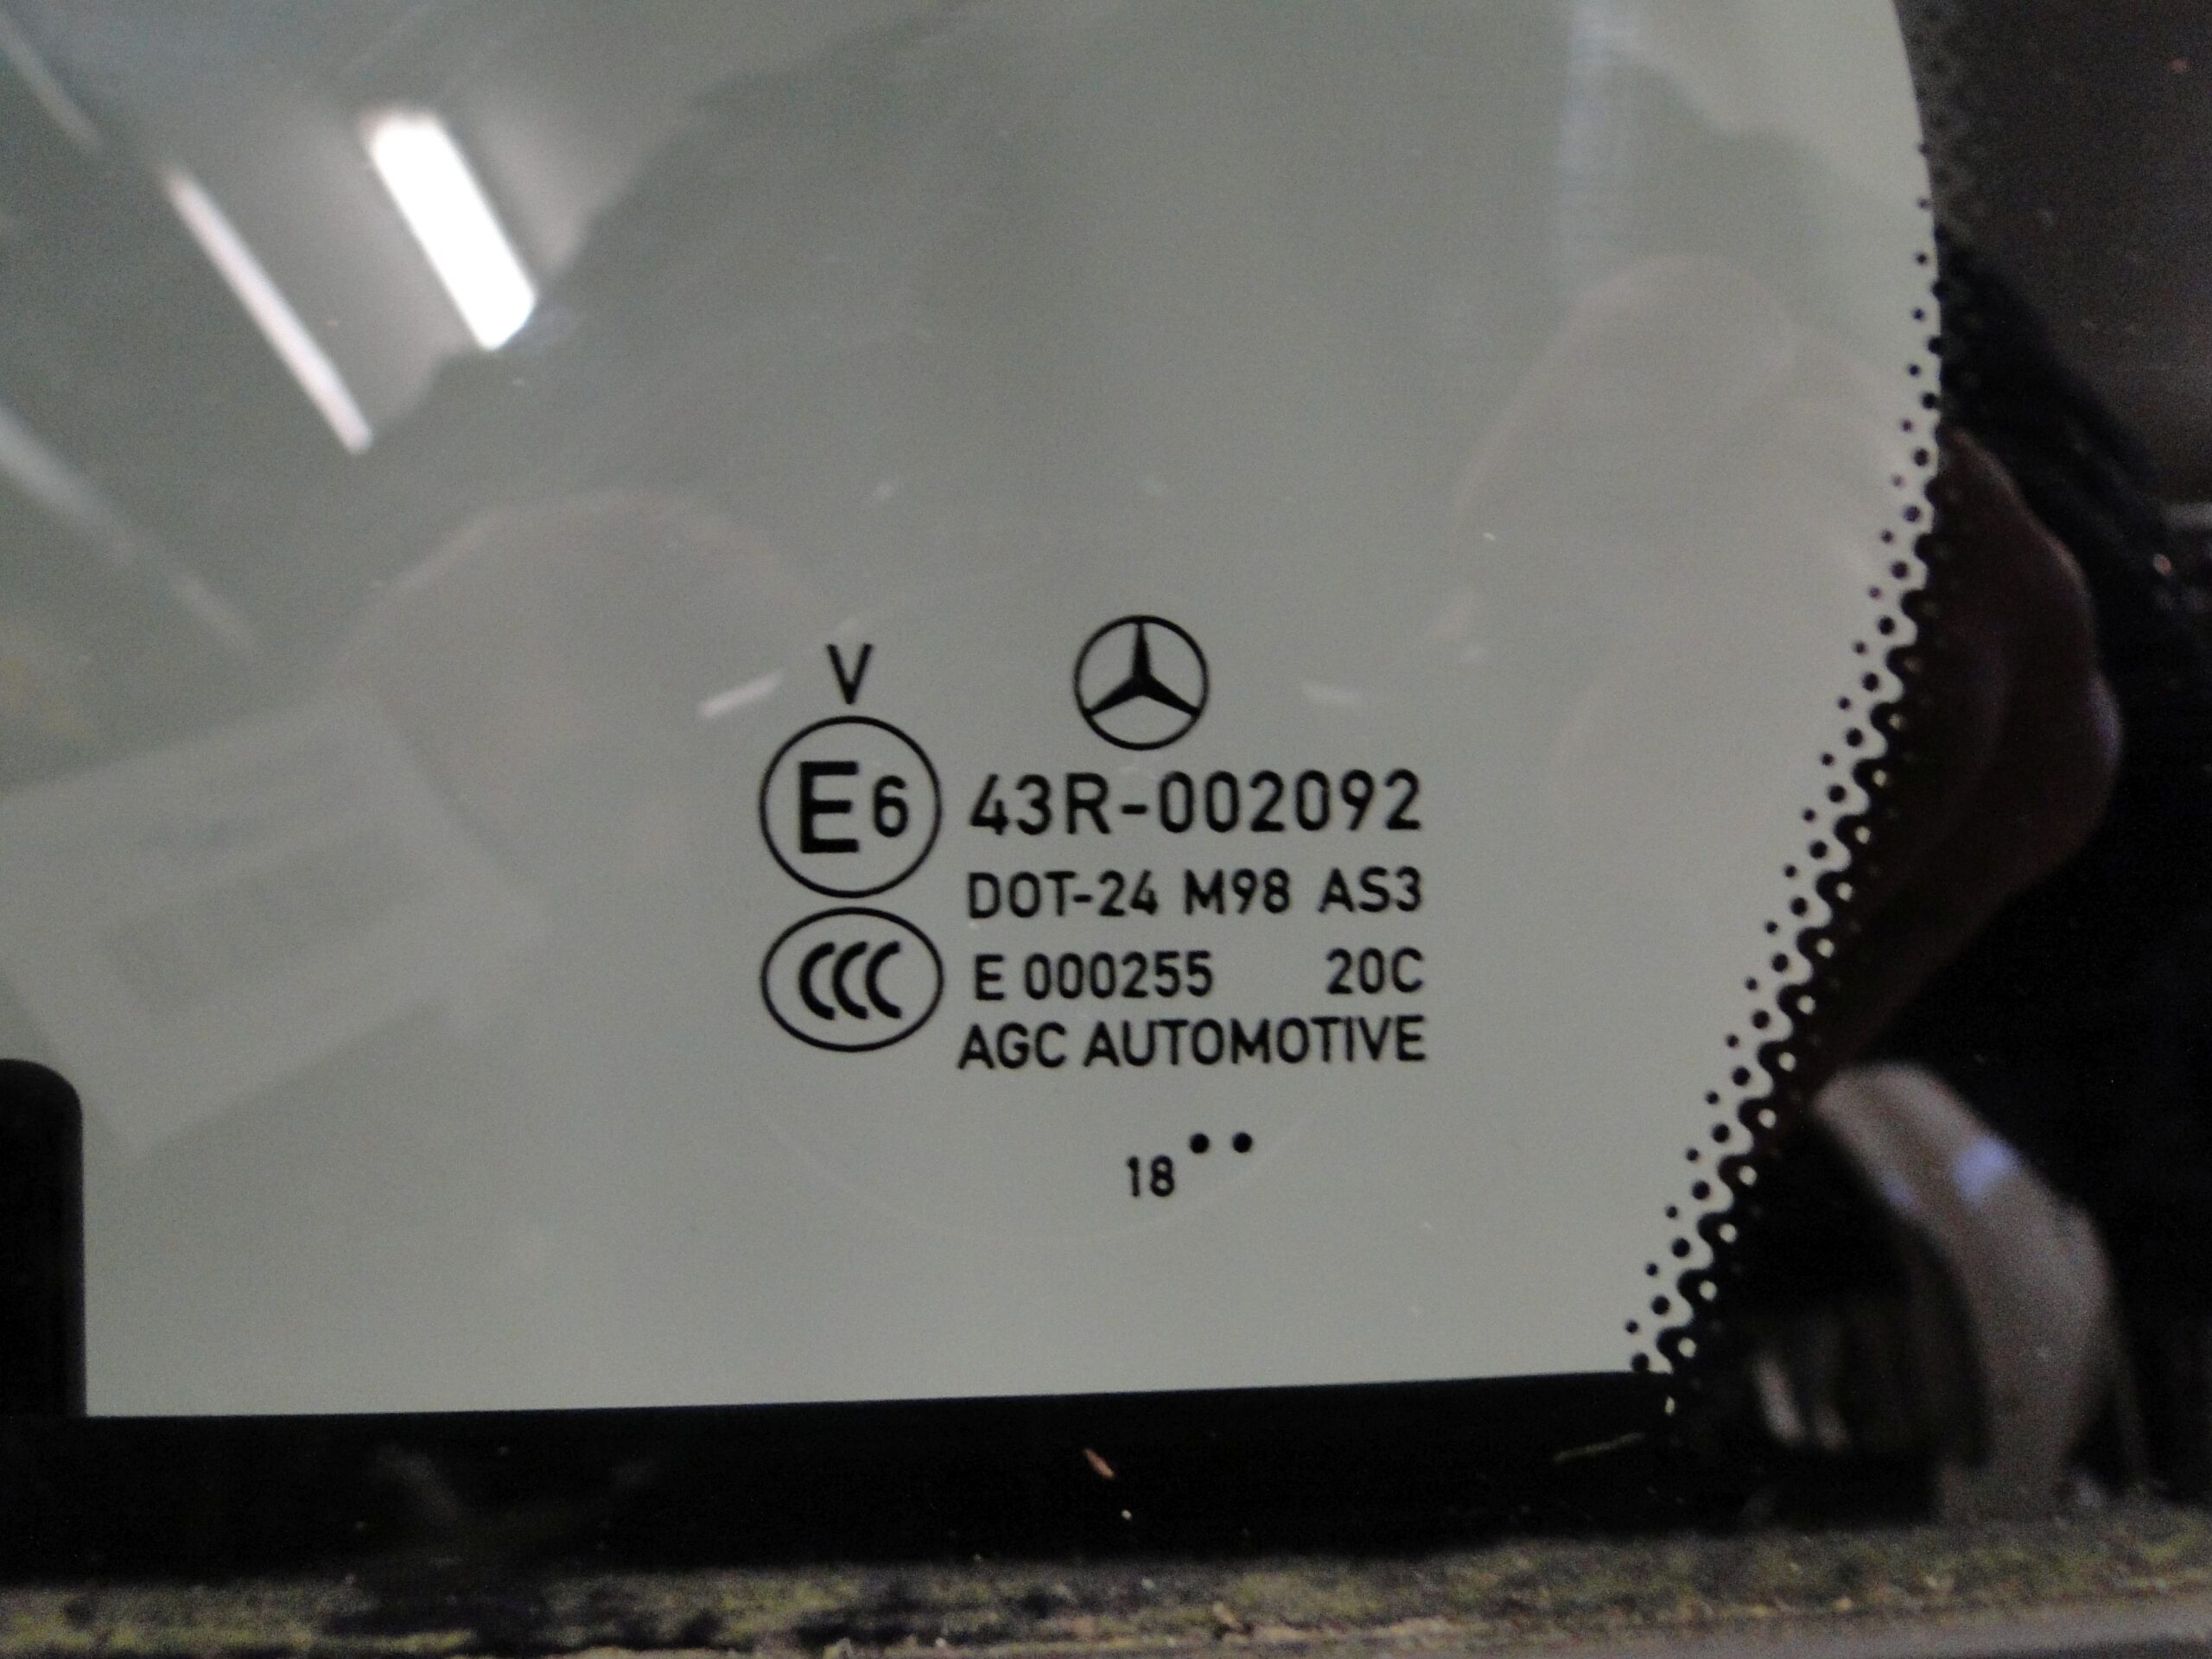 V
E6 43R-002092
DOT-24 M98 AS3
CCC E 000255 20C
AGC AUTOMOTIVE
18 ••